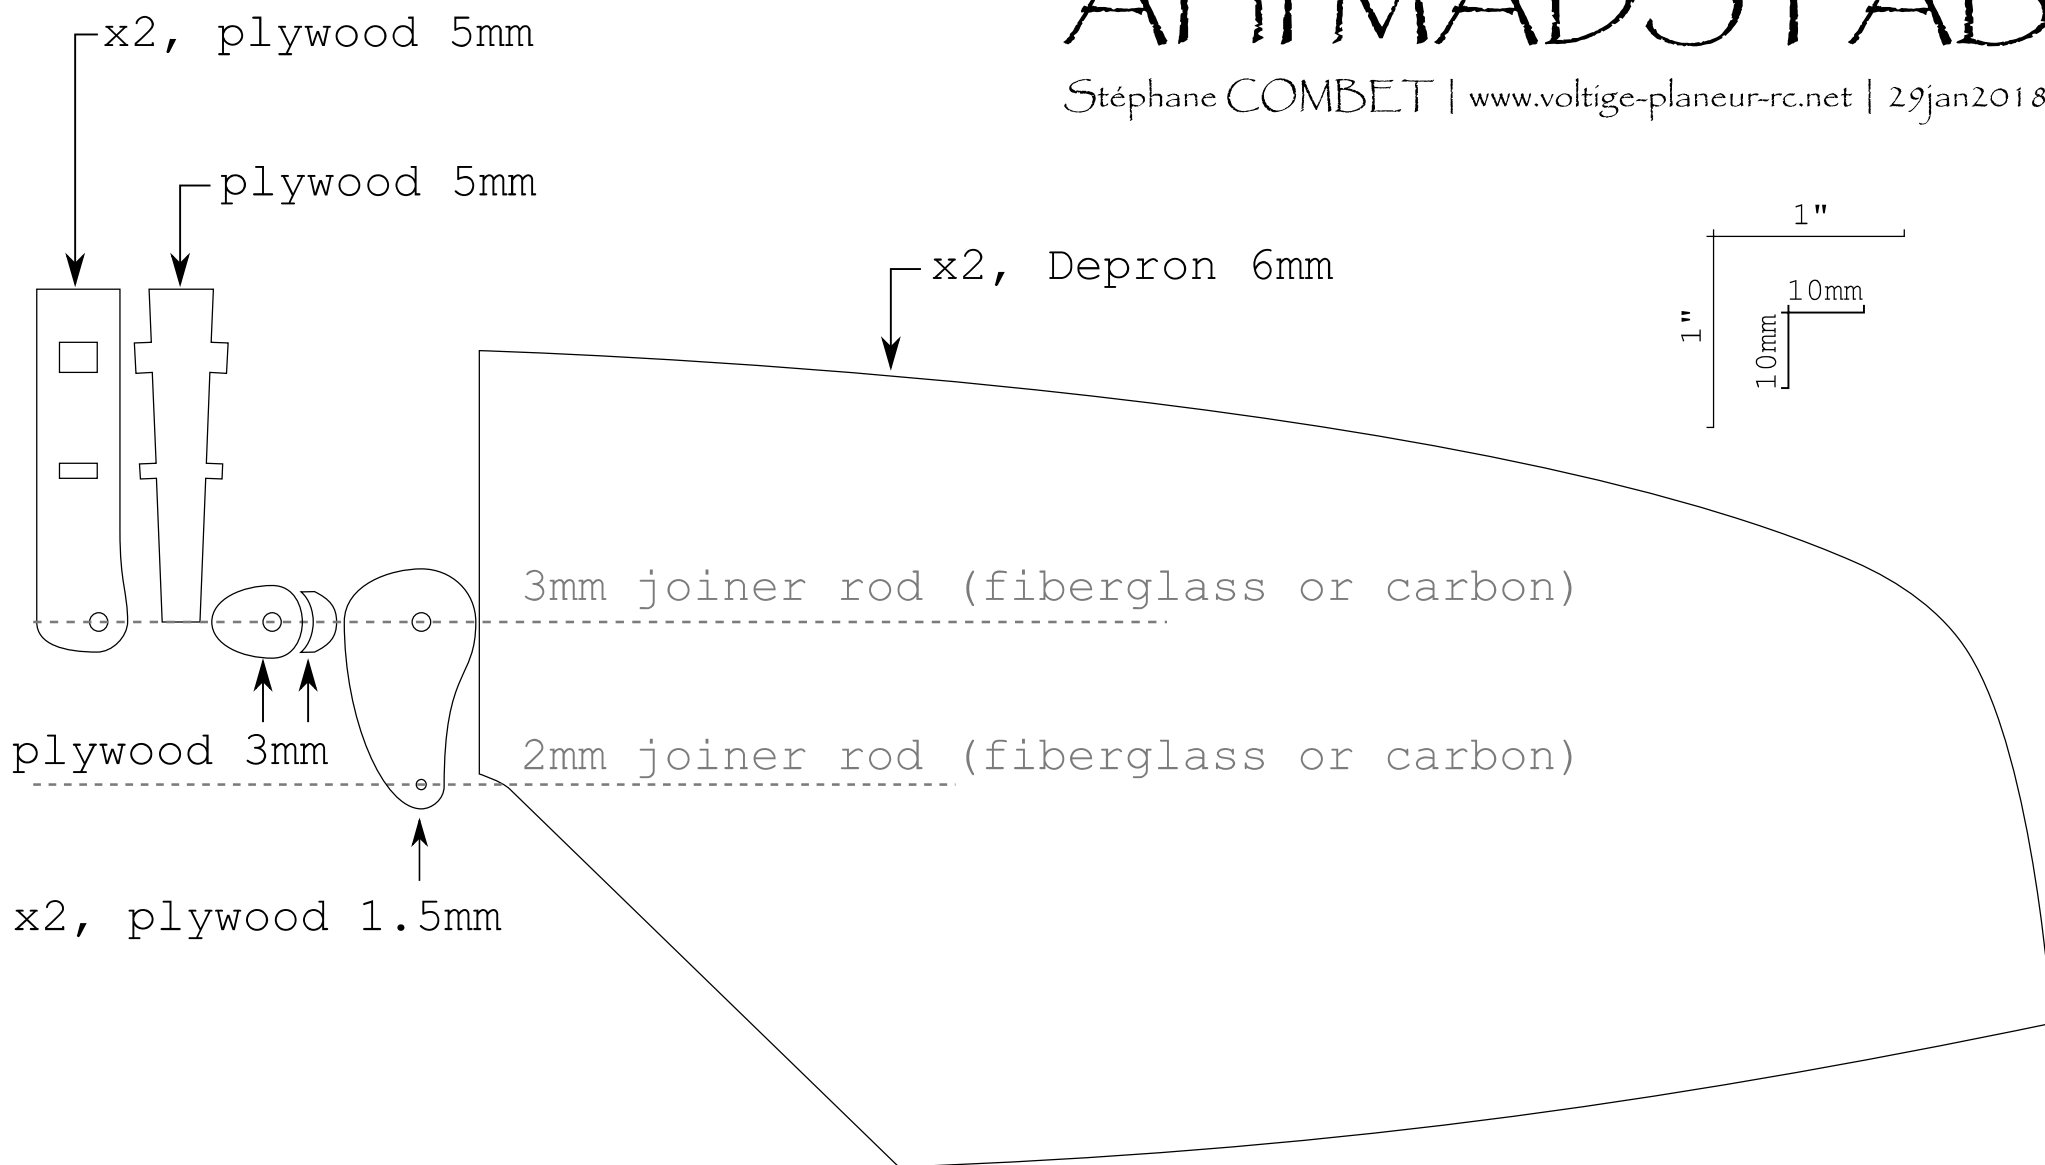 x2, plywood 5mm
Stéphane COMBET | www.voltige-planeur-rc.net | 29jan2018
plywood 5mm
1"
x2, Depron 6mm
10mm
1"
10mm
3mm joiner rod (fiberglass or carbon)
plywood 3mm
2mm joiner rod (fiberglass or carbon)
x2, plywood 1.5mm